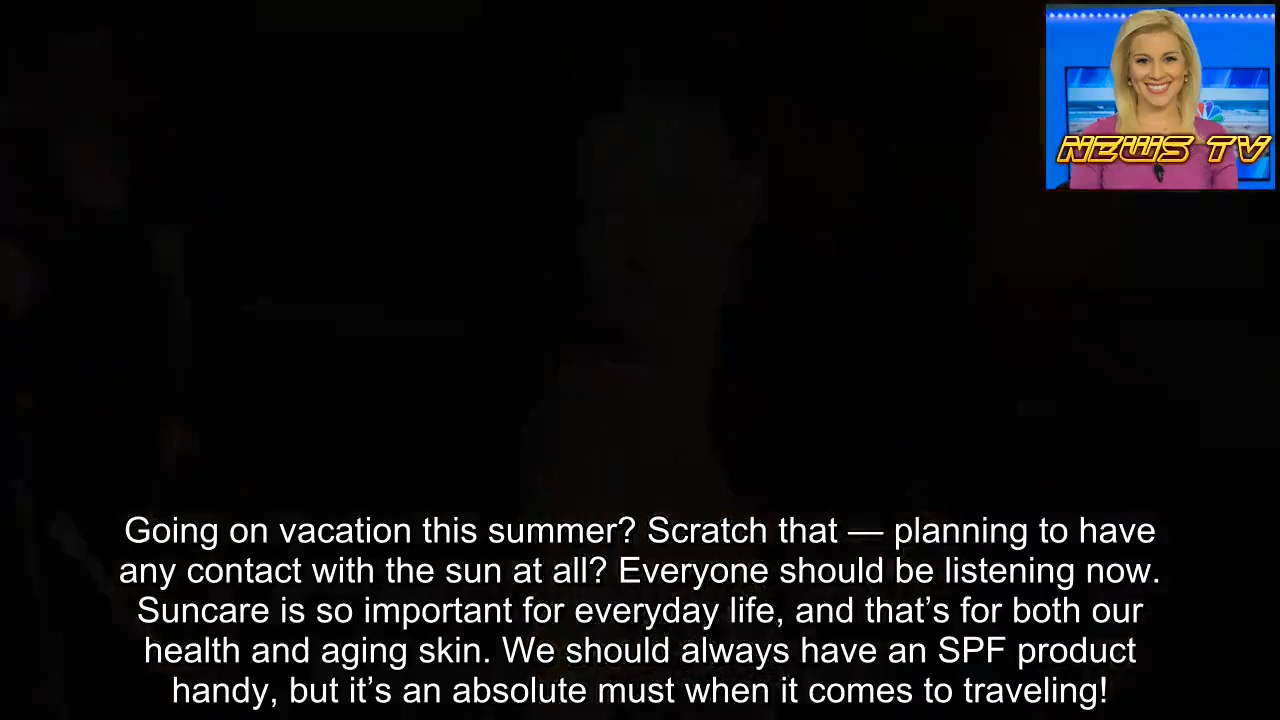 NEWS TV
Going on vacation this summer? Scratch that — planning to have
any contact with the sun at all? Everyone should be listening now.
Suncare is so important for everyday life, and that’s for both our
health and aging skin. We should always have an SPF product
handy, but it’s an absolute must when it comes to traveling!